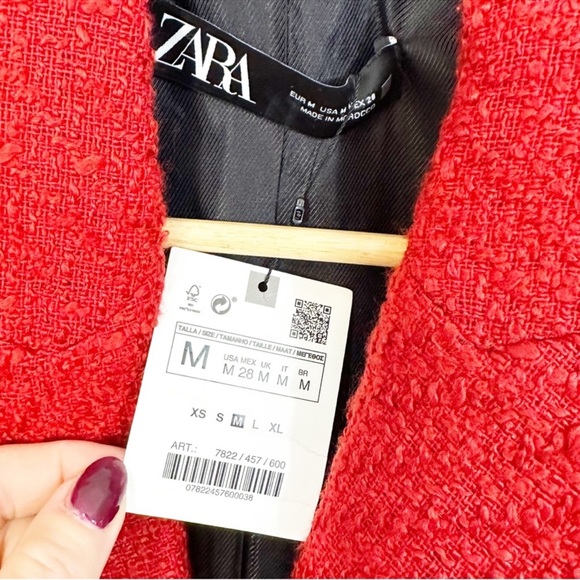 ZARA
EUR M USA M MEX 28
MADE IN MOROCCO
FSC
TALLA / SIZE / TAMANHO / TAILLE / MAAT / ΜΕΓΕΘΟΣ
M
USA MEX UK IT BR
M 28 M M M
XS S M L XL
ART.: 7822 / 457 / 600
07822457600038